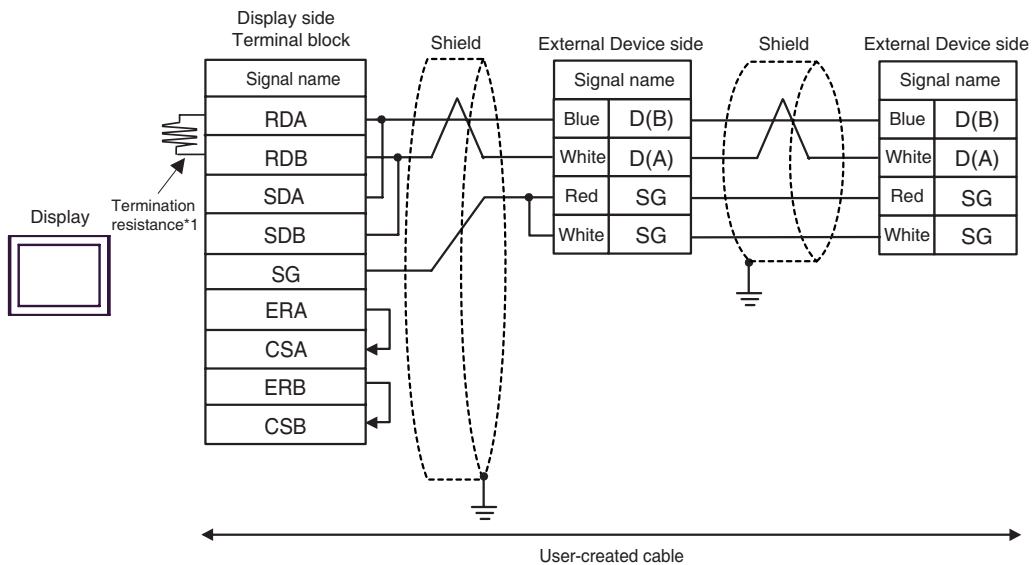 Display side
Terminal block
Shield
External Device side
Shield
External Device side
Signal name
Signal name
Signal name
RDA
Blue D(B)
Blue D(B)
RDB
White D(A)
White D(A)
SDA
Red SG
Red SG
Termination
resistance*1
Display
SDB
White SG
White SG
SG
ERA
CSA
ERB
CSB
User-created cable